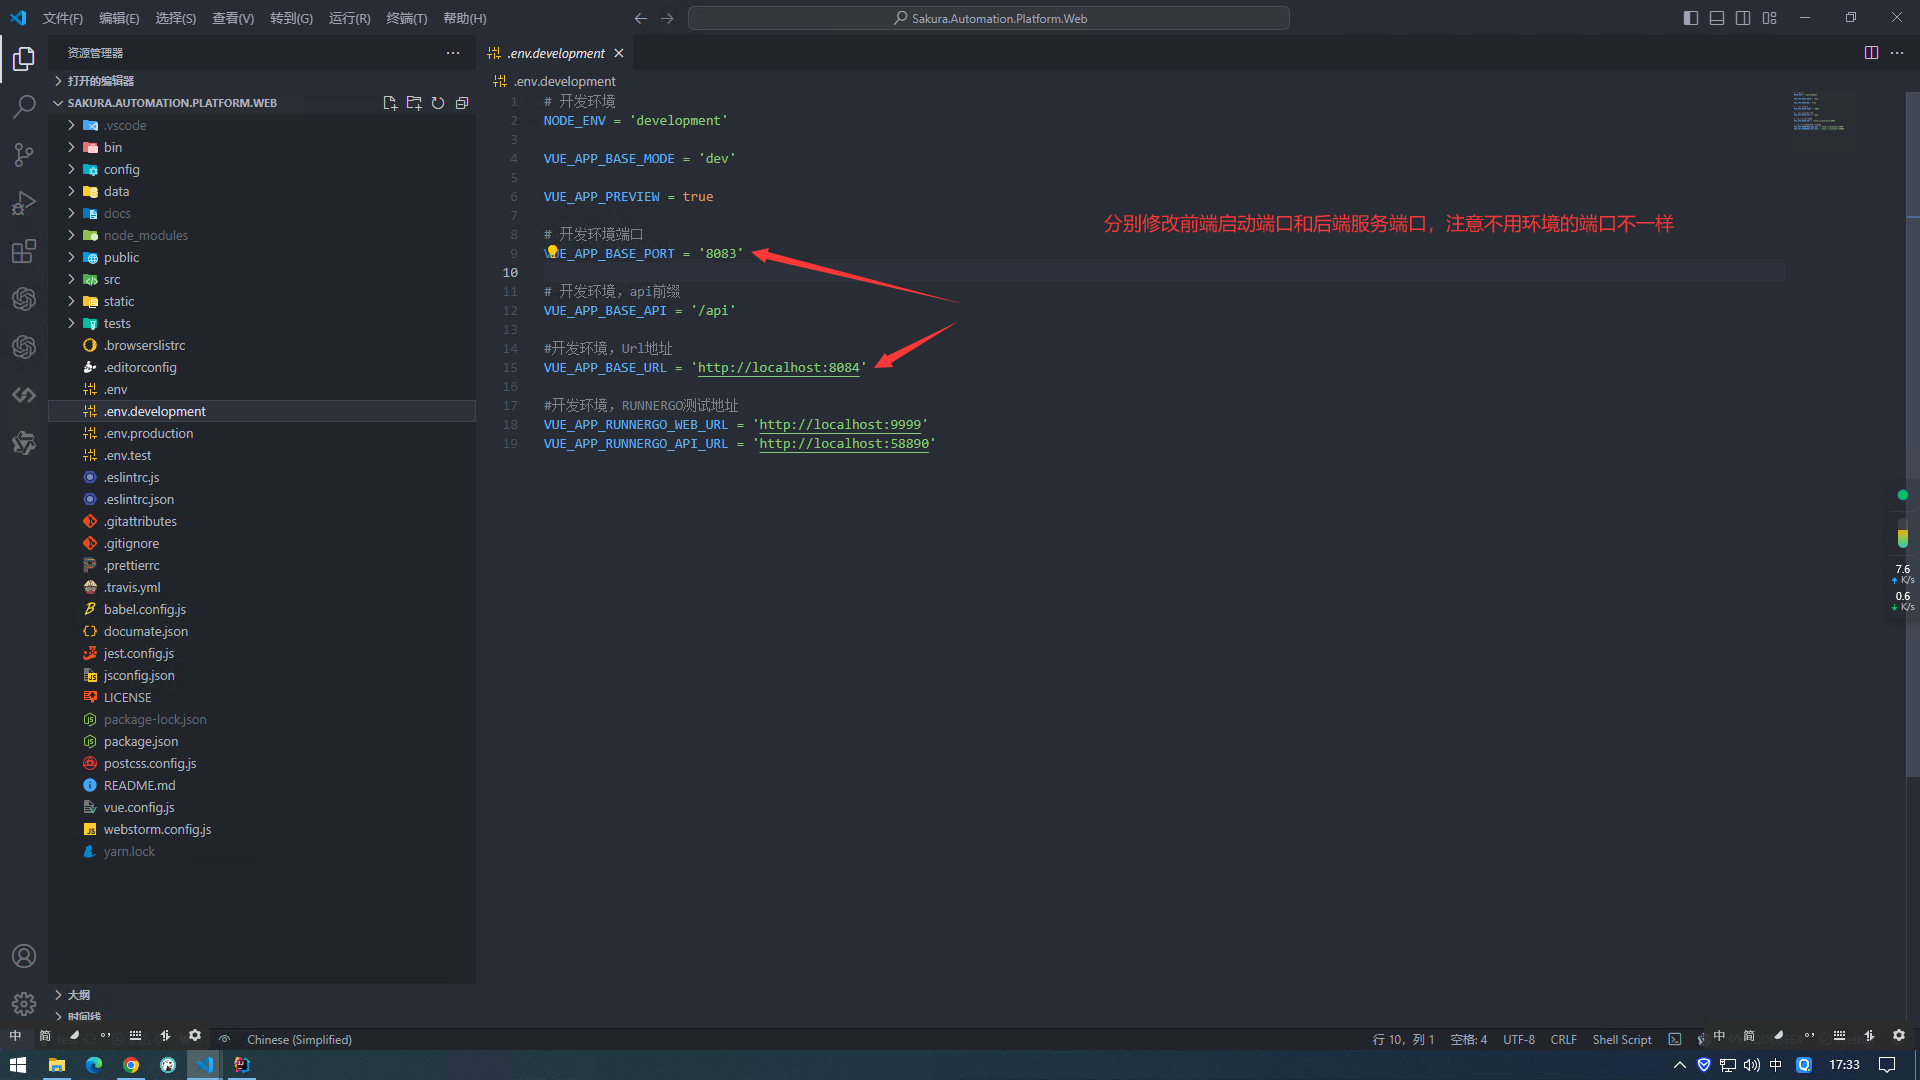 文件(F) 编辑(E) 选择(S) 查看(V) 转到(G) 运行(R) 终端(T) 帮助(H)
Sakura.Automation.Platform.Web
资源管理器
打开的编辑器
SAKURA.AUTOMATION.PLATFORM.WEB
.vscode
bin
config
data
docs
node_modules
public
src
static
tests
.browserslistrc
.editorconfig
.env
.env.development
.env.production
.env.test
.eslintrc.js
.eslintrc.json
.gitattributes
.gitignore
.prettierrc
.travis.yml
babel.config.js
documate.json
jest.config.js
jsconfig.json
LICENSE
package-lock.json
package.json
postcss.config.js
README.md
vue.config.js
webstorm.config.js
yarn.lock
大纲
时间线
.env.development
.env.development
1 # 开发环境
2 NODE_ENV = 'development'
3
4 VUE_APP_BASE_MODE = 'dev'
5
6 VUE_APP_PREVIEW = true
7
8 # 开发环境端口
9 VUE_APP_BASE_PORT = '8083'
10
11 # 开发环境，api前缀
12 VUE_APP_BASE_API = '/api'
13
14 #开发环境，Url地址
15 VUE_APP_BASE_URL = 'http://localhost:8084'
16
17 #开发环境，RUNNERGO测试地址
18 VUE_APP_RUNNERGO_WEB_URL = 'http://localhost:9999'
19 VUE_APP_RUNNERGO_API_URL = 'http://localhost:58890'
分别修改前端启动端口和后端服务端口，注意不用环境的端口不一样
7.6
K/s
0.6
K/s
中 简
Chinese (Simplified)
行 10，列 1 空格: 4 UTF-8 CRLF Shell Script
中 简
中 17:33